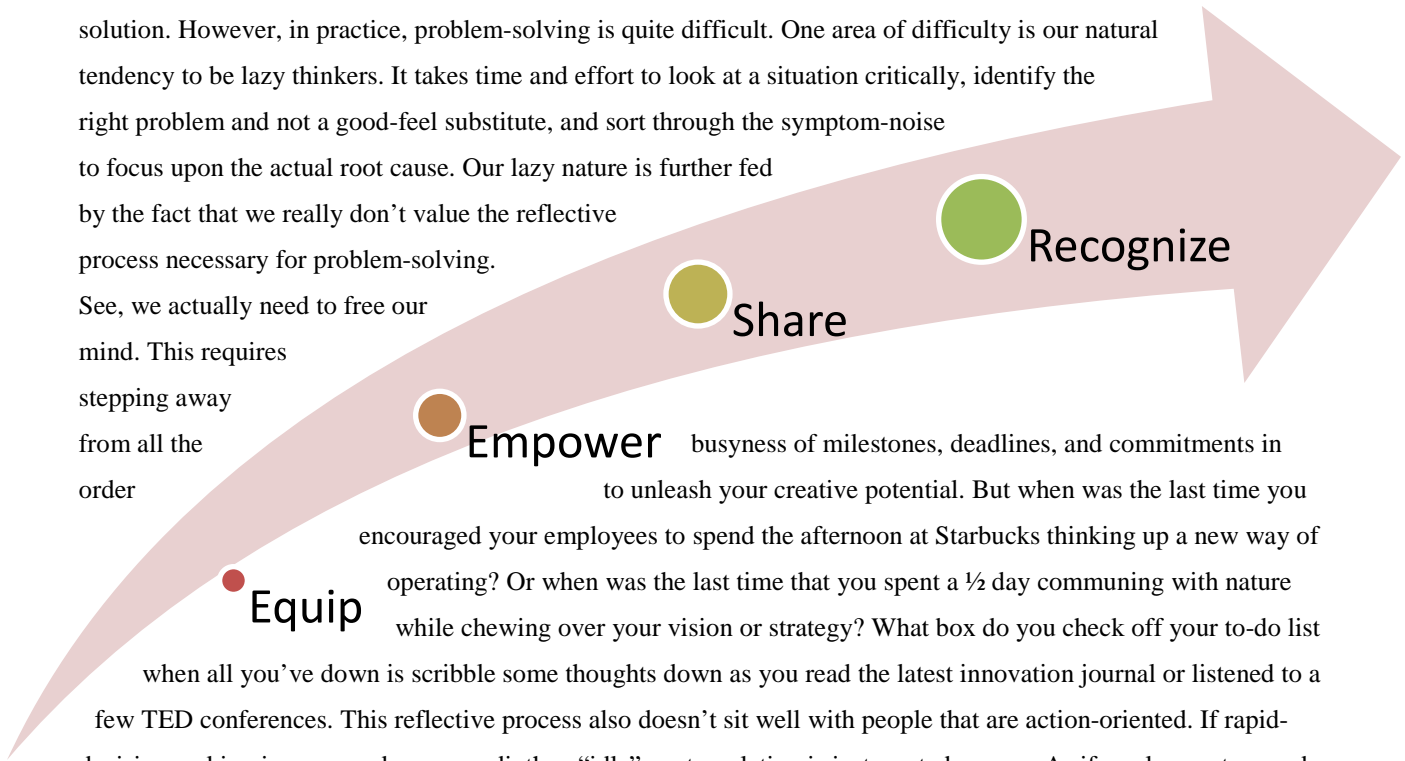 solution. However, in practice, problem-solving is quite difficult. One area of difficulty is our natural
tendency to be lazy thinkers. It takes time and effort to look at a situation critically, identify the
right problem and not a good-feel substitute, and sort through the symptom-noise
to focus upon the actual root cause. Our lazy nature is further fed
by the fact that we really don’t value the reflective
process necessary for problem-solving.
See, we actually need to free our
mind. This requires
stepping away
from all the busyness of milestones, deadlines, and commitments in
order to unleash your creative potential. But when was the last time you
encouraged your employees to spend the afternoon at Starbucks thinking up a new way of
operating? Or when was the last time that you spent a ½ day communing with nature
while chewing over your vision or strategy? What box do you check off your to-do list
when all you’ve down is scribble some thoughts down as you read the latest innovation journal or listened to a
few TED conferences. This reflective process also doesn’t sit well with people that are action-oriented. If rapid-
Recognize
Share
Empower
Equip